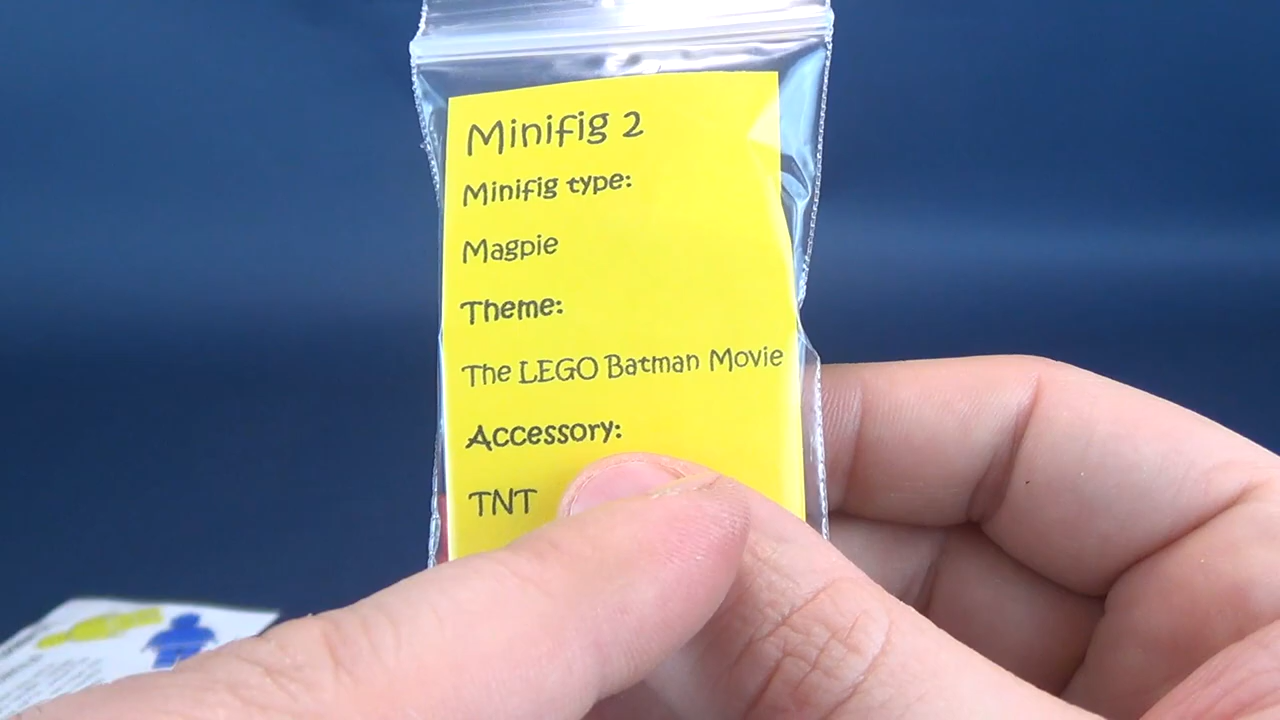 Minifig 2
Minifig type:
Magpie
Theme:
The LEGO Batman Movie
Accessory:
TNT